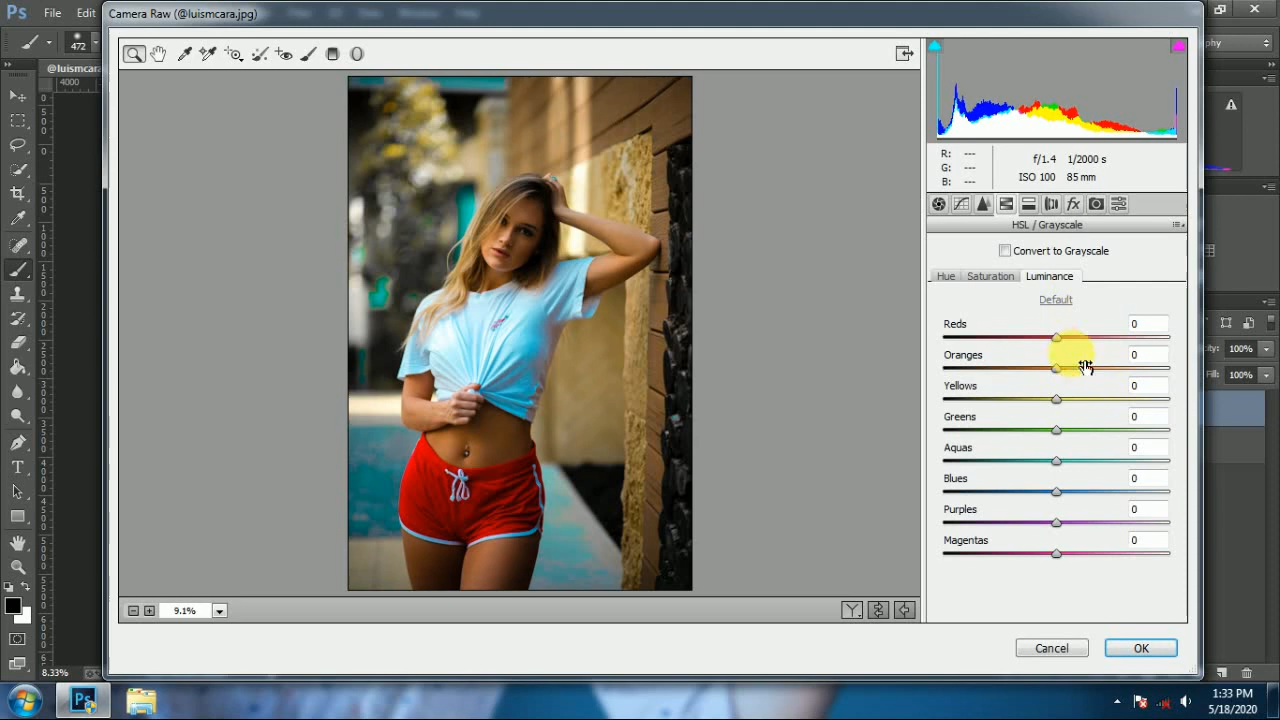 Ps File Edit
Camera Raw (@luismcara.jpg)
472
@luismcara
4000
9.1%
f/1.4 1/2000 s
ISO 100 85 mm
R: ---
G: ---
B: ---
HSL / Grayscale
Convert to Grayscale
Hue Saturation Luminance
Default
Reds 0
Oranges 0
Yellows 0
Greens 0
Aquas 0
Blues 0
Purples 0
Magentas 0
Cancel OK
phy
100%
Fill: 100%
8.33%
Ps
1:33 PM
5/18/2020